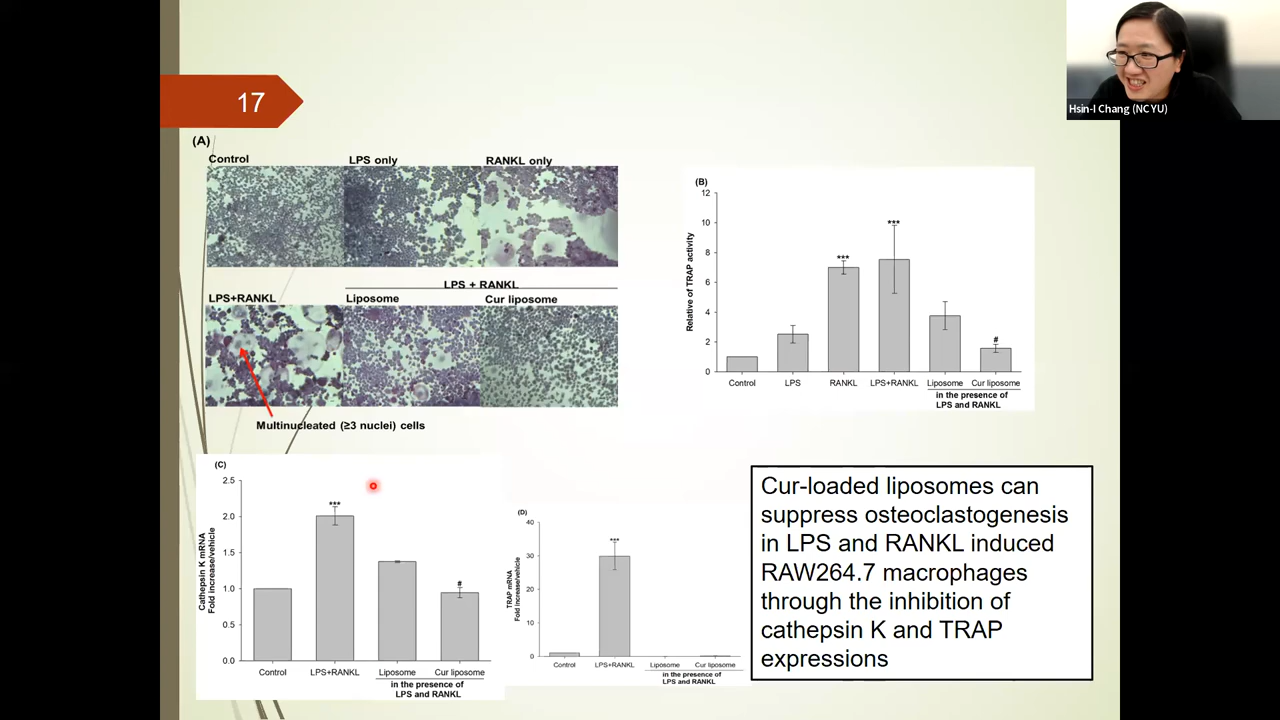 Hsin-I Chang (NCYU)
17
(A)
Control
LPS only
RANKL only
LPS + RANKL
LPS+RANKL
Liposome
Cur liposome
Multinucleated (≥3 nuclei) cells
(B)
12
10
8
6
4
2
0
Relative of TRAP activity
***
***
#
Control
LPS
RANKL
LPS+RANKL
Liposome
Cur liposome
in the presence of
LPS and RANKL
(C)
2.5
2.0
1.5
1.0
0.5
0.0
Cathepsin K mRNA
Fold increase/vehicle
***
#
Control
LPS+RANKL
Liposome
Cur liposome
in the presence of
LPS and RANKL
(D)
40
30
20
10
0
TRAP mRNA
Fold increase/vehicle
***
Control
LPS+RANKL
Liposome
Cur liposome
in the presence of
LPS and RANKL
Cur-loaded liposomes can
suppress osteoclastogenesis
in LPS and RANKL induced
RAW264.7 macrophages
through the inhibition of
cathepsin K and TRAP
expressions